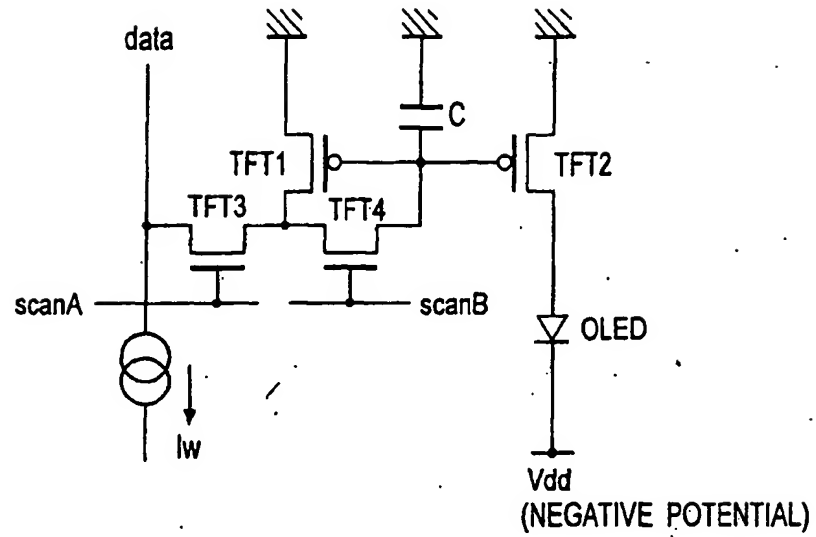 data
C
TFT1
TFT2
TFT3
TFT4
scanA
scanB
OLED
Iw
Vdd
(NEGATIVE POTENTIAL)